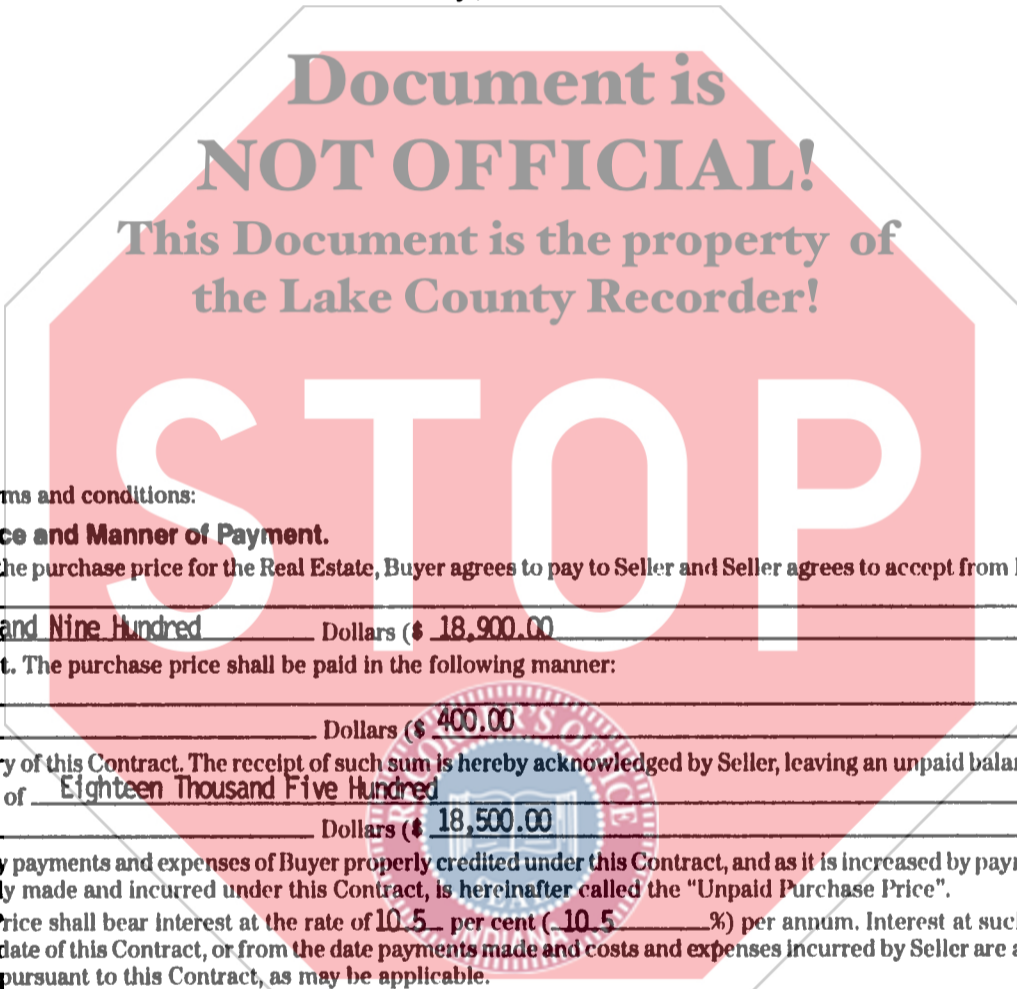 Document is
NOT OFFICIAL!
This Document is the property of
the Lake County Recorder!
STOP
ms and conditions:
ce and Manner of Payment.
he purchase price for the Real Estate, Buyer agrees to pay to Seller and Seller agrees to accept from
and Nine Hundred Dollars ($ 18,900.00
t. The purchase price shall be paid in the following manner:
Dollars ($ 400.00
y of this Contract. The receipt of such sum is hereby acknowledged by Seller, leaving an unpaid balan
of Eighteen Thousand Five Hundred
Dollars ($ 18,500.00
y payments and expenses of Buyer properly credited under this Contract, and as it is increased by paym
ly made and incurred under this Contract, is hereinafter called the "Unpaid Purchase Price".
rice shall bear interest at the rate of 10.5 per cent ( 10.5 %) per annum. Interest at suc
date of this Contract, or from the date payments made and costs and expenses incurred by Seller are a
pursuant to this Contract, as may be applicable.
RECORDER'S OFFICE
SEAL